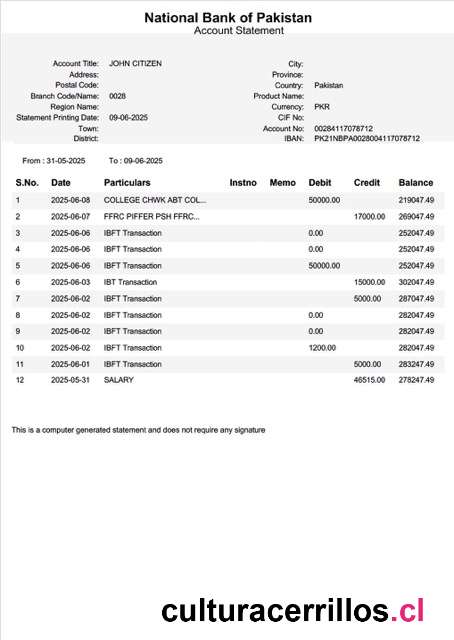 National Bank of Pakistan
Account Statement
Account Title: JOHN CITIZEN City:
Address: Province:
Postal Code: Country: Pakistan
Branch Code/Name: 0028 Product Name:
Region Name: Currency: PKR
Statement Printing Date: 09-06-2025 CIF No:
Town: Account No: 00284117078712
District: IBAN: PK21NBPA0028004117078712
From : 31-05-2025 To : 09-06-2025
S.No. Date Particulars Instno Memo Debit Credit Balance
1 2025-06-08 COLLEGE CHWK ABT COL... 50000.00 219047.49
2 2025-06-07 FFRC PIFFER PSH FFRC... 17000.00 269047.49
3 2025-06-06 IBFT Transaction 0.00 252047.49
4 2025-06-06 IBFT Transaction 0.00 252047.49
5 2025-06-06 IBFT Transaction 50000.00 252047.49
6 2025-06-03 IBT Transaction 15000.00 302047.49
7 2025-06-02 IBFT Transaction 5000.00 287047.49
8 2025-06-02 IBFT Transaction 0.00 282047.49
9 2025-06-02 IBFT Transaction 0.00 282047.49
10 2025-06-02 IBFT Transaction 1200.00 282047.49
11 2025-06-01 IBFT Transaction 5000.00 283247.49
12 2025-05-31 SALARY 46515.00 278247.49
This is a computer generated statement and does not require any signature
culturacerrillos.cl